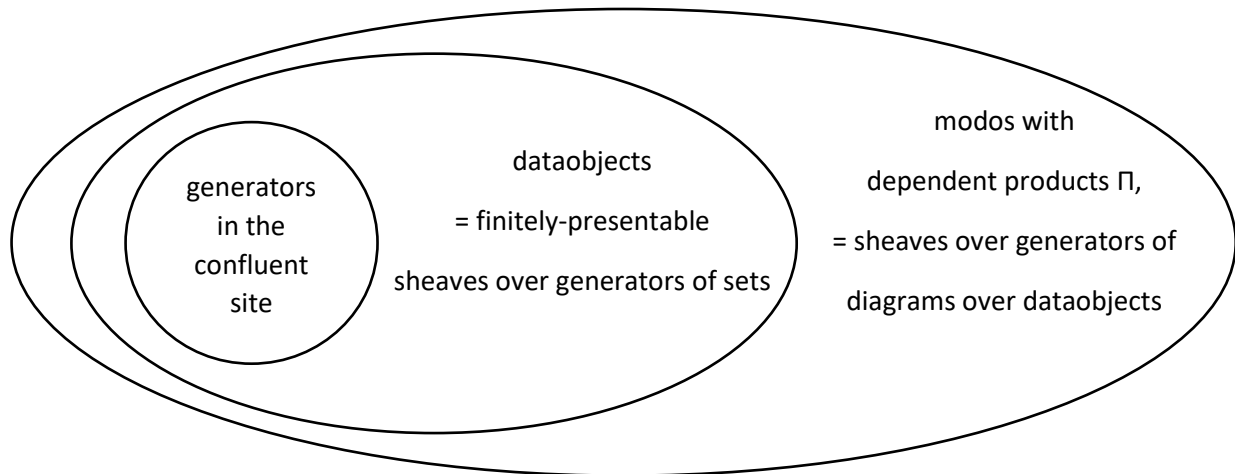 generators
in the
confluent
site
dataobjects
= finitely-presentable
sheaves over generators of sets
modos with
dependent products Π,
= sheaves over generators of
diagrams over dataobjects